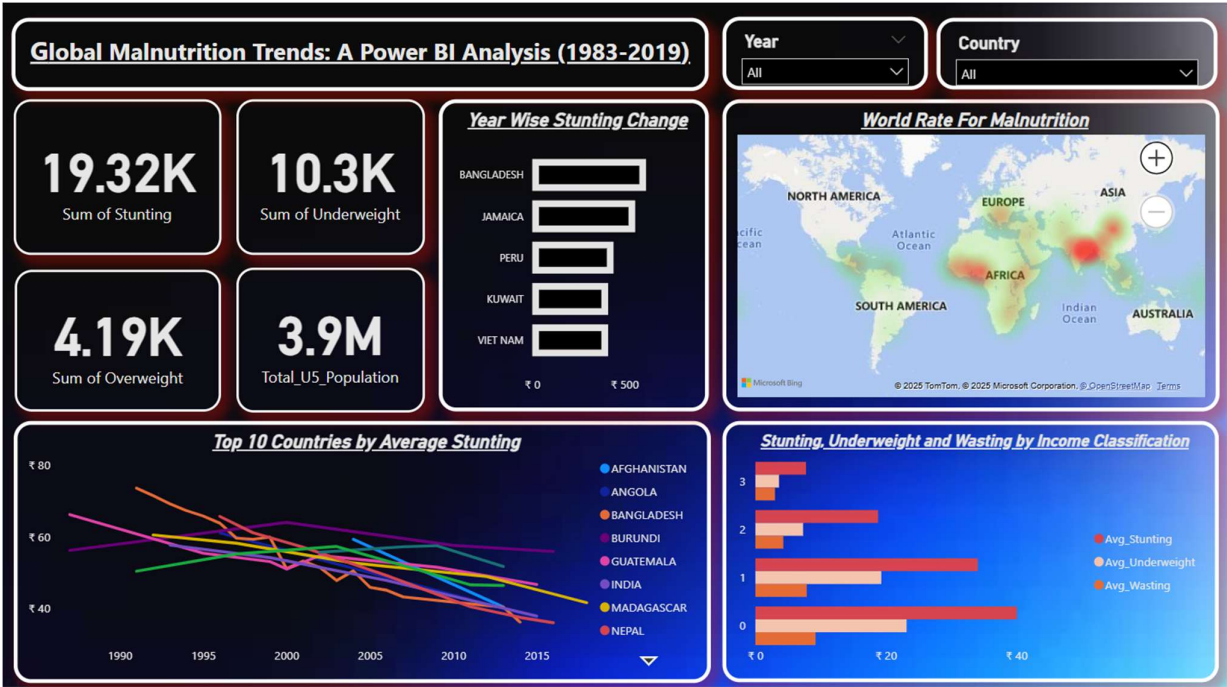 Global Malnutrition Trends: A Power BI Analysis (1983-2019)
Year
All
Country
All
19.32K
Sum of Stunting
10.3K
Sum of Underweight
4.19K
Sum of Overweight
3.9M
Total_U5_Population
Year Wise Stunting Change
BANGLADESH
JAMAICA
PERU
KUWAIT
VIET NAM
₹ 0 ₹ 500
World Rate For Malnutrition
NORTH AMERICA
EUROPE
ASIA
acific
cean
Atlantic
Ocean
AFRICA
SOUTH AMERICA
Indian
Ocean
AUSTRALIA
Microsoft Bing
© 2025 TomTom, © 2025 Microsoft Corporation, © OpenStreetMap Terms
Top 10 Countries by Average Stunting
₹ 80
₹ 60
₹ 40
1990 1995 2000 2005 2010 2015
AFGHANISTAN
ANGOLA
BANGLADESH
BURUNDI
GUATEMALA
INDIA
MADAGASCAR
NEPAL
Stunting, Underweight and Wasting by Income Classification
3
2
1
0
₹ 0 ₹ 20 ₹ 40
Avg_Stunting
Avg_Underweight
Avg_Wasting